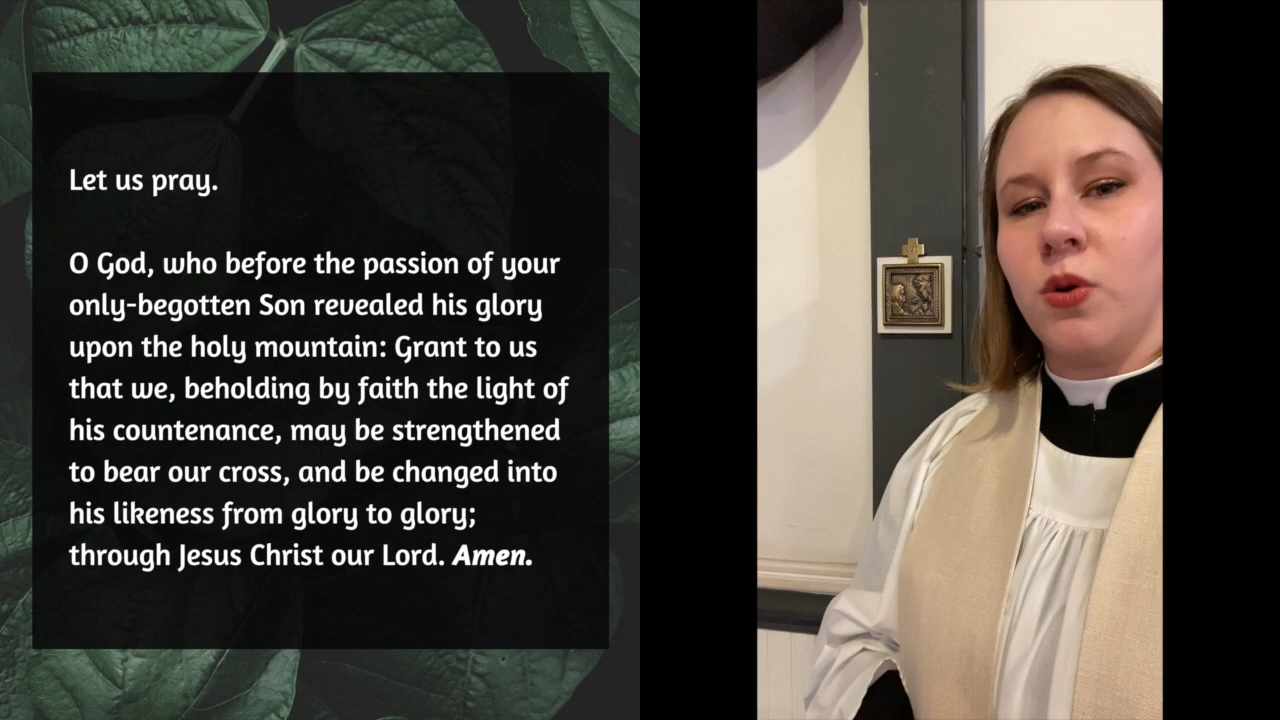 Let us pray.
O God, who before the passion of your
only-begotten Son revealed his glory
upon the holy mountain: Grant to us
that we, beholding by faith the light of
his countenance, may be strengthened
to bear our cross, and be changed into
his likeness from glory to glory;
through Jesus Christ our Lord. Amen.